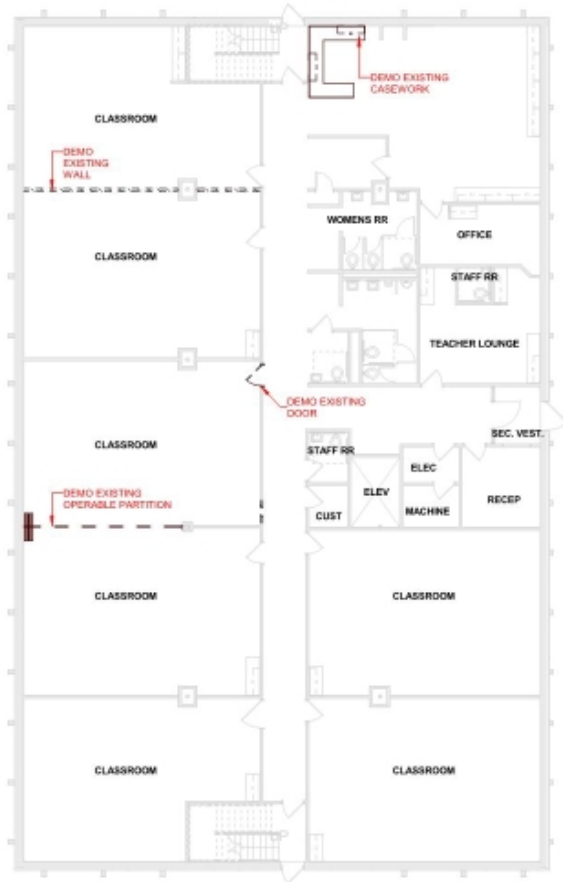 DEMO EXISTING
CASEWORK
CLASSROOM
DEMO
EXISTING
WALL
WOMENS RR
OFFICE
CLASSROOM
STAFF RR
TEACHER LOUNGE
DEMO EXISTING
DOOR
SEC. VEST.
CLASSROOM
STAFF RR
ELEC
ELEV
RECEP
DEMO EXISTING
OPERABLE PARTITION
CUST
MACHINE
CLASSROOM
CLASSROOM
CLASSROOM
CLASSROOM